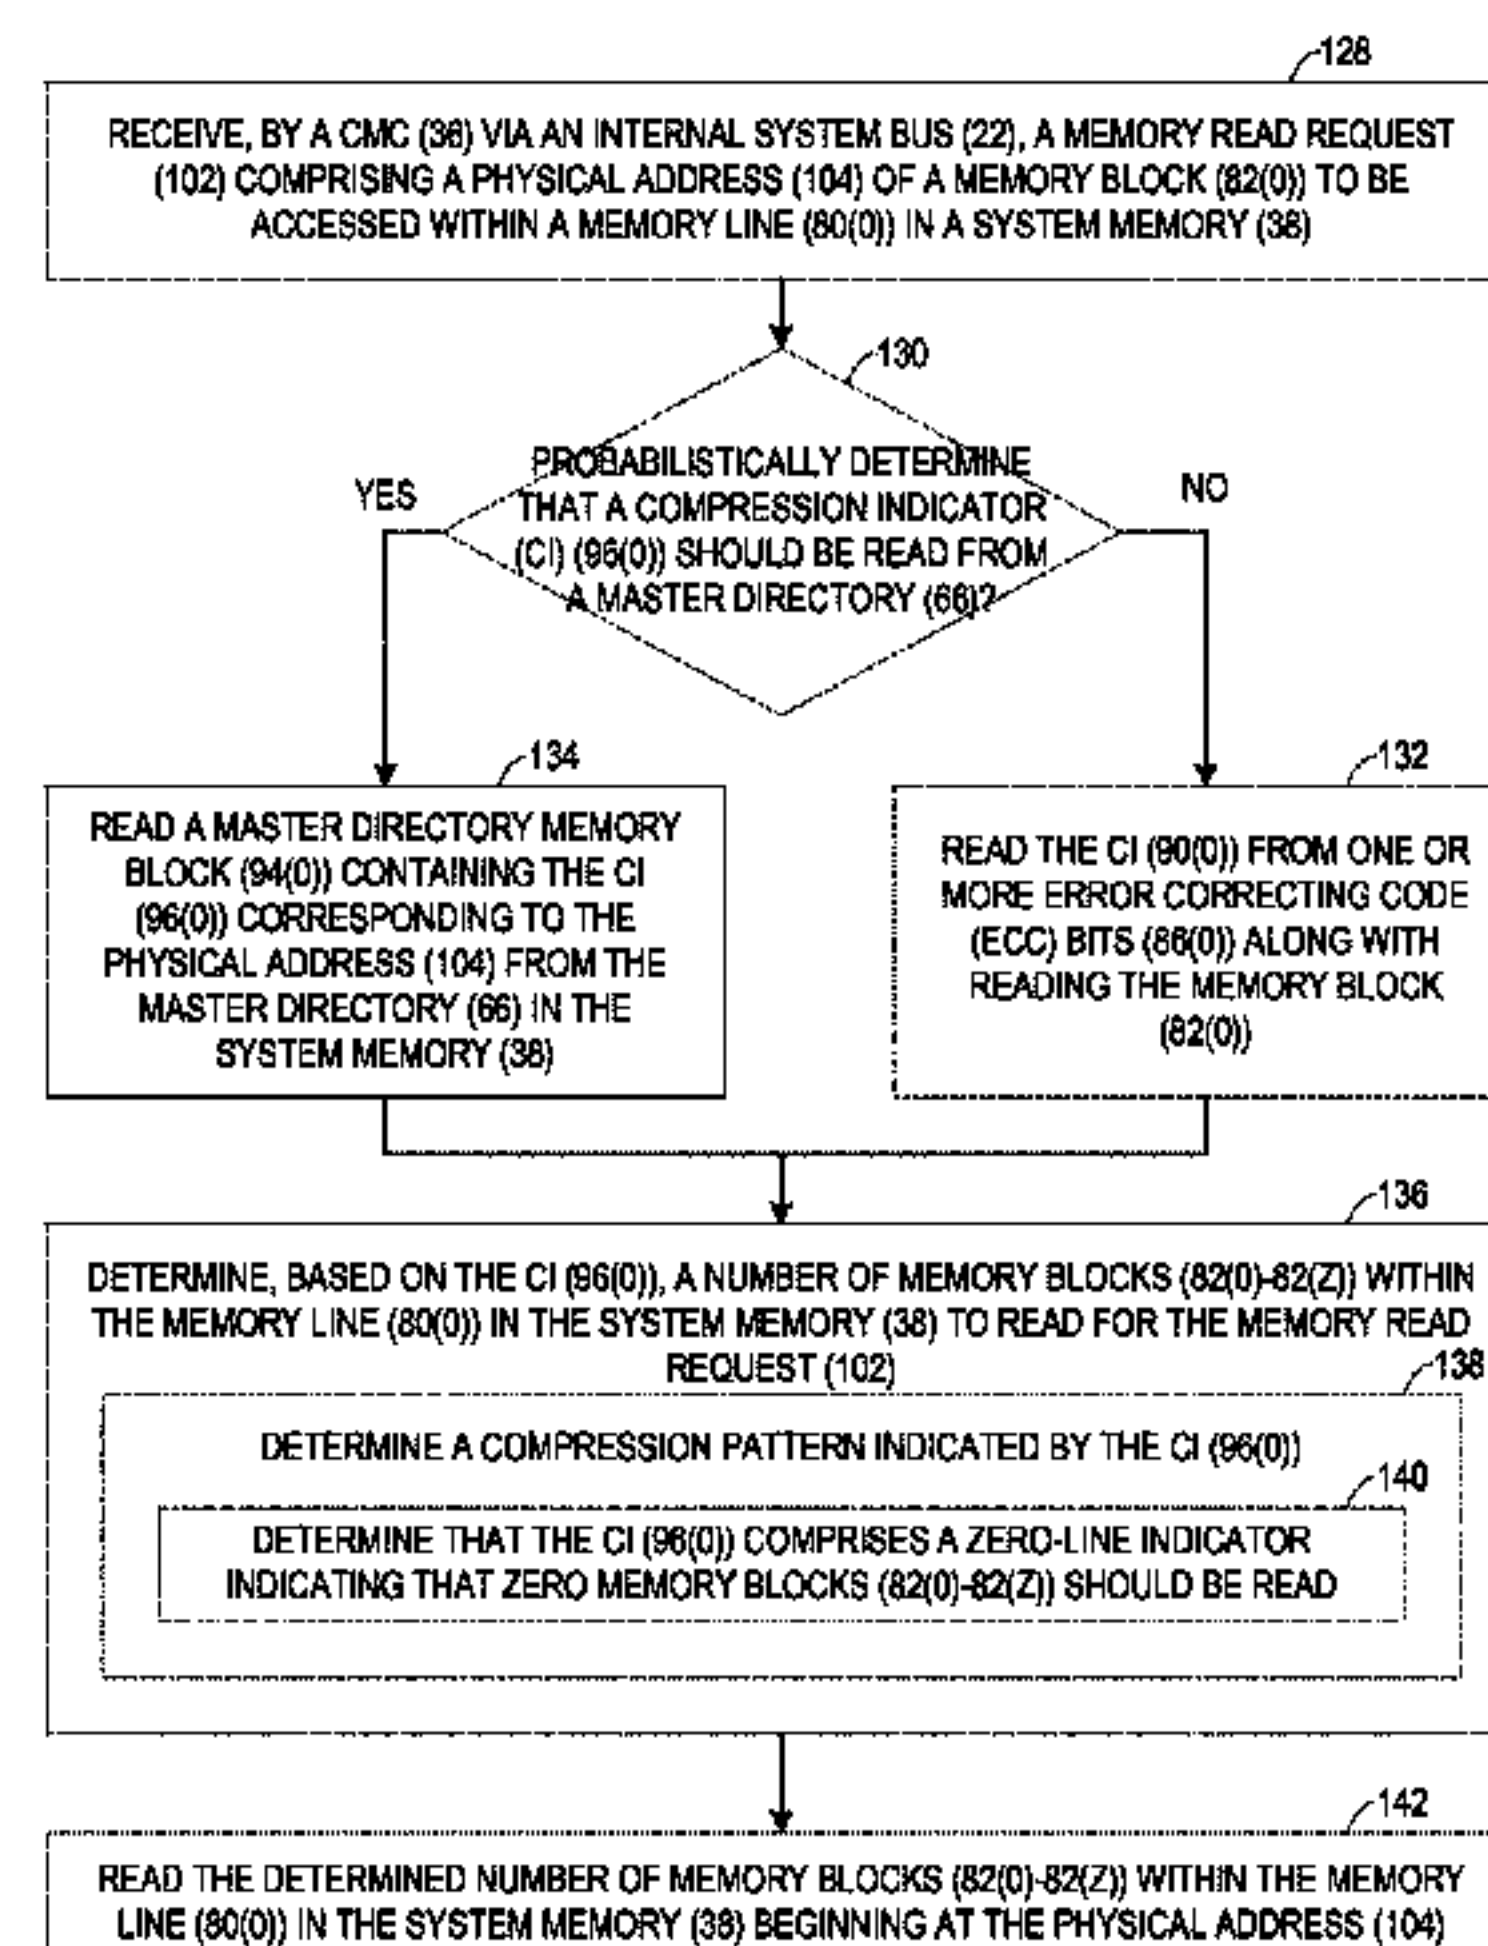 128
RECEIVE, BY A CMC (36) VIA AN INTERNAL SYSTEM BUS (22), A MEMORY READ REQUEST
(102) COMPRISING A PHYSICAL ADDRESS (104) OF A MEMORY BLOCK (82(0)) TO BE
ACCESSED WITHIN A MEMORY LINE (80(0)) IN A SYSTEM MEMORY (38)
130
PROBABILISTICALLY DETERMINE
THAT A COMPRESSION INDICATOR
(CI) (96(0)) SHOULD BE READ FROM
A MASTER DIRECTORY (66)?
YES
NO
134
READ A MASTER DIRECTORY MEMORY
BLOCK (94(0)) CONTAINING THE CI
(96(0)) CORRESPONDING TO THE
PHYSICAL ADDRESS (104) FROM THE
MASTER DIRECTORY (66) IN THE
SYSTEM MEMORY (38)
132
READ THE CI (90(0)) FROM ONE OR
MORE ERROR CORRECTING CODE
(ECC) BITS (86(0)) ALONG WITH
READING THE MEMORY BLOCK
(82(0))
136
DETERMINE, BASED ON THE CI (96(0)), A NUMBER OF MEMORY BLOCKS (82(0)-82(Z)) WITHIN
THE MEMORY LINE (80(0)) IN THE SYSTEM MEMORY (38) TO READ FOR THE MEMORY READ
REQUEST (102)
138
DETERMINE A COMPRESSION PATTERN INDICATED BY THE CI (96(0))
140
DETERMINE THAT THE CI (96(0)) COMPRISES A ZERO-LINE INDICATOR
INDICATING THAT ZERO MEMORY BLOCKS (82(0)-82(Z)) SHOULD BE READ
142
READ THE DETERMINED NUMBER OF MEMORY BLOCKS (82(0)-82(Z)) WITHIN THE MEMORY
LINE (80(0)) IN THE SYSTEM MEMORY (38) BEGINNING AT THE PHYSICAL ADDRESS (104)